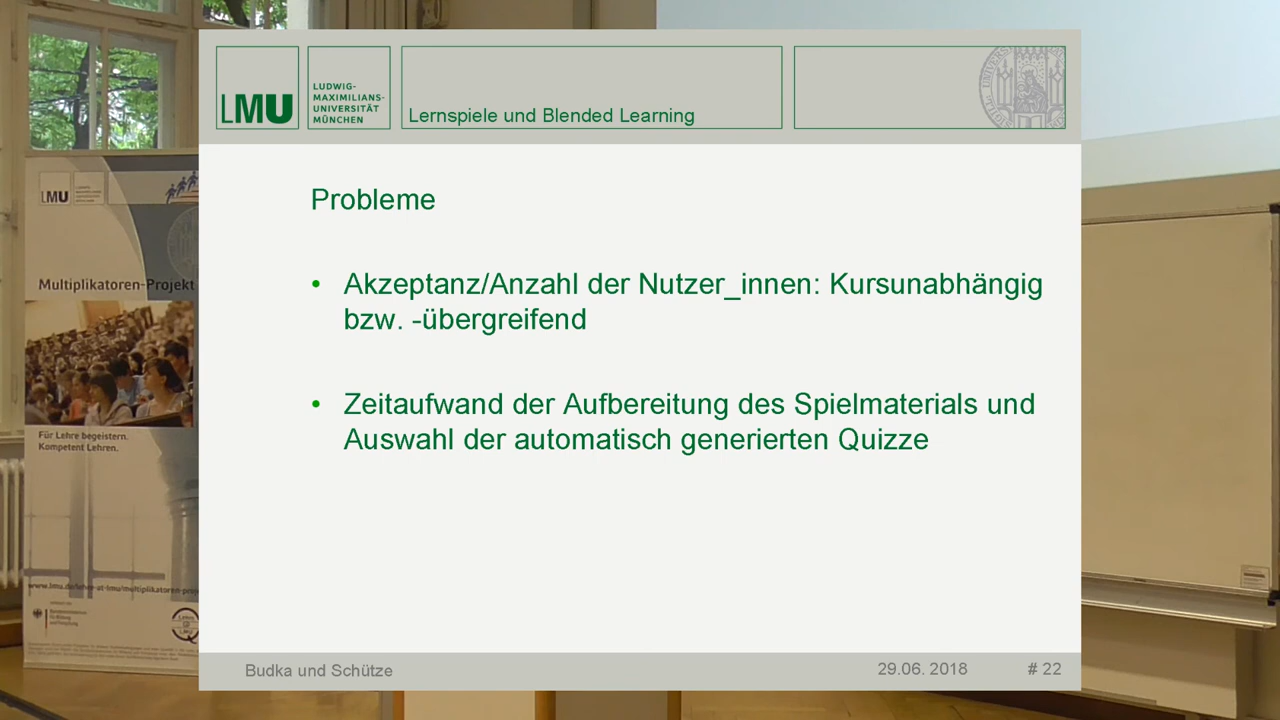 LMU
LUDWIG-
MAXIMILIANS-
UNIVERSITÄT
MÜNCHEN
Lernspiele und Blended Learning
Probleme
• Akzeptanz/Anzahl der Nutzer_innen: Kursunabhängig
bzw. -übergreifend
• Zeitaufwand der Aufbereitung des Spielmaterials und
Auswahl der automatisch generierten Quizze
Budka und Schütze
29.06. 2018
# 22
LMU
Multiplikatoren-Projekt
Für Lehre begeistern.
Kompetent Lehren.